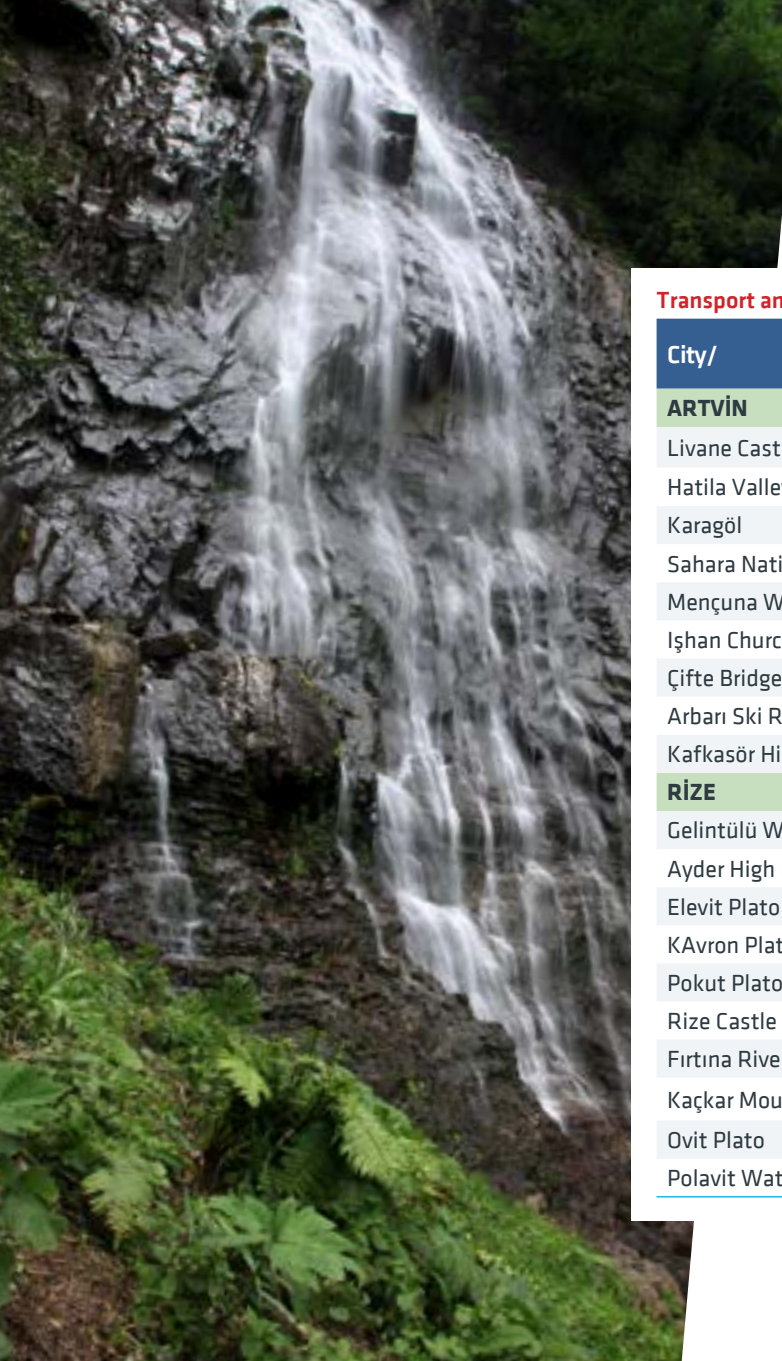 Transport an
City/
ARTVİN
Livane Cast
Hatila Valle
Karagöl
Sahara Nati
Mençuna W
Işhan Churc
Çifte Bridge
Arbarı Ski R
Kafkasör Hi
RİZE
Gelintülü W
Ayder High
Elevit Plato
KAvron Plat
Pokut Plato
Rize Castle
Fırtına Rive
Kaçkar Mou
Ovit Plato
Polavit Wat